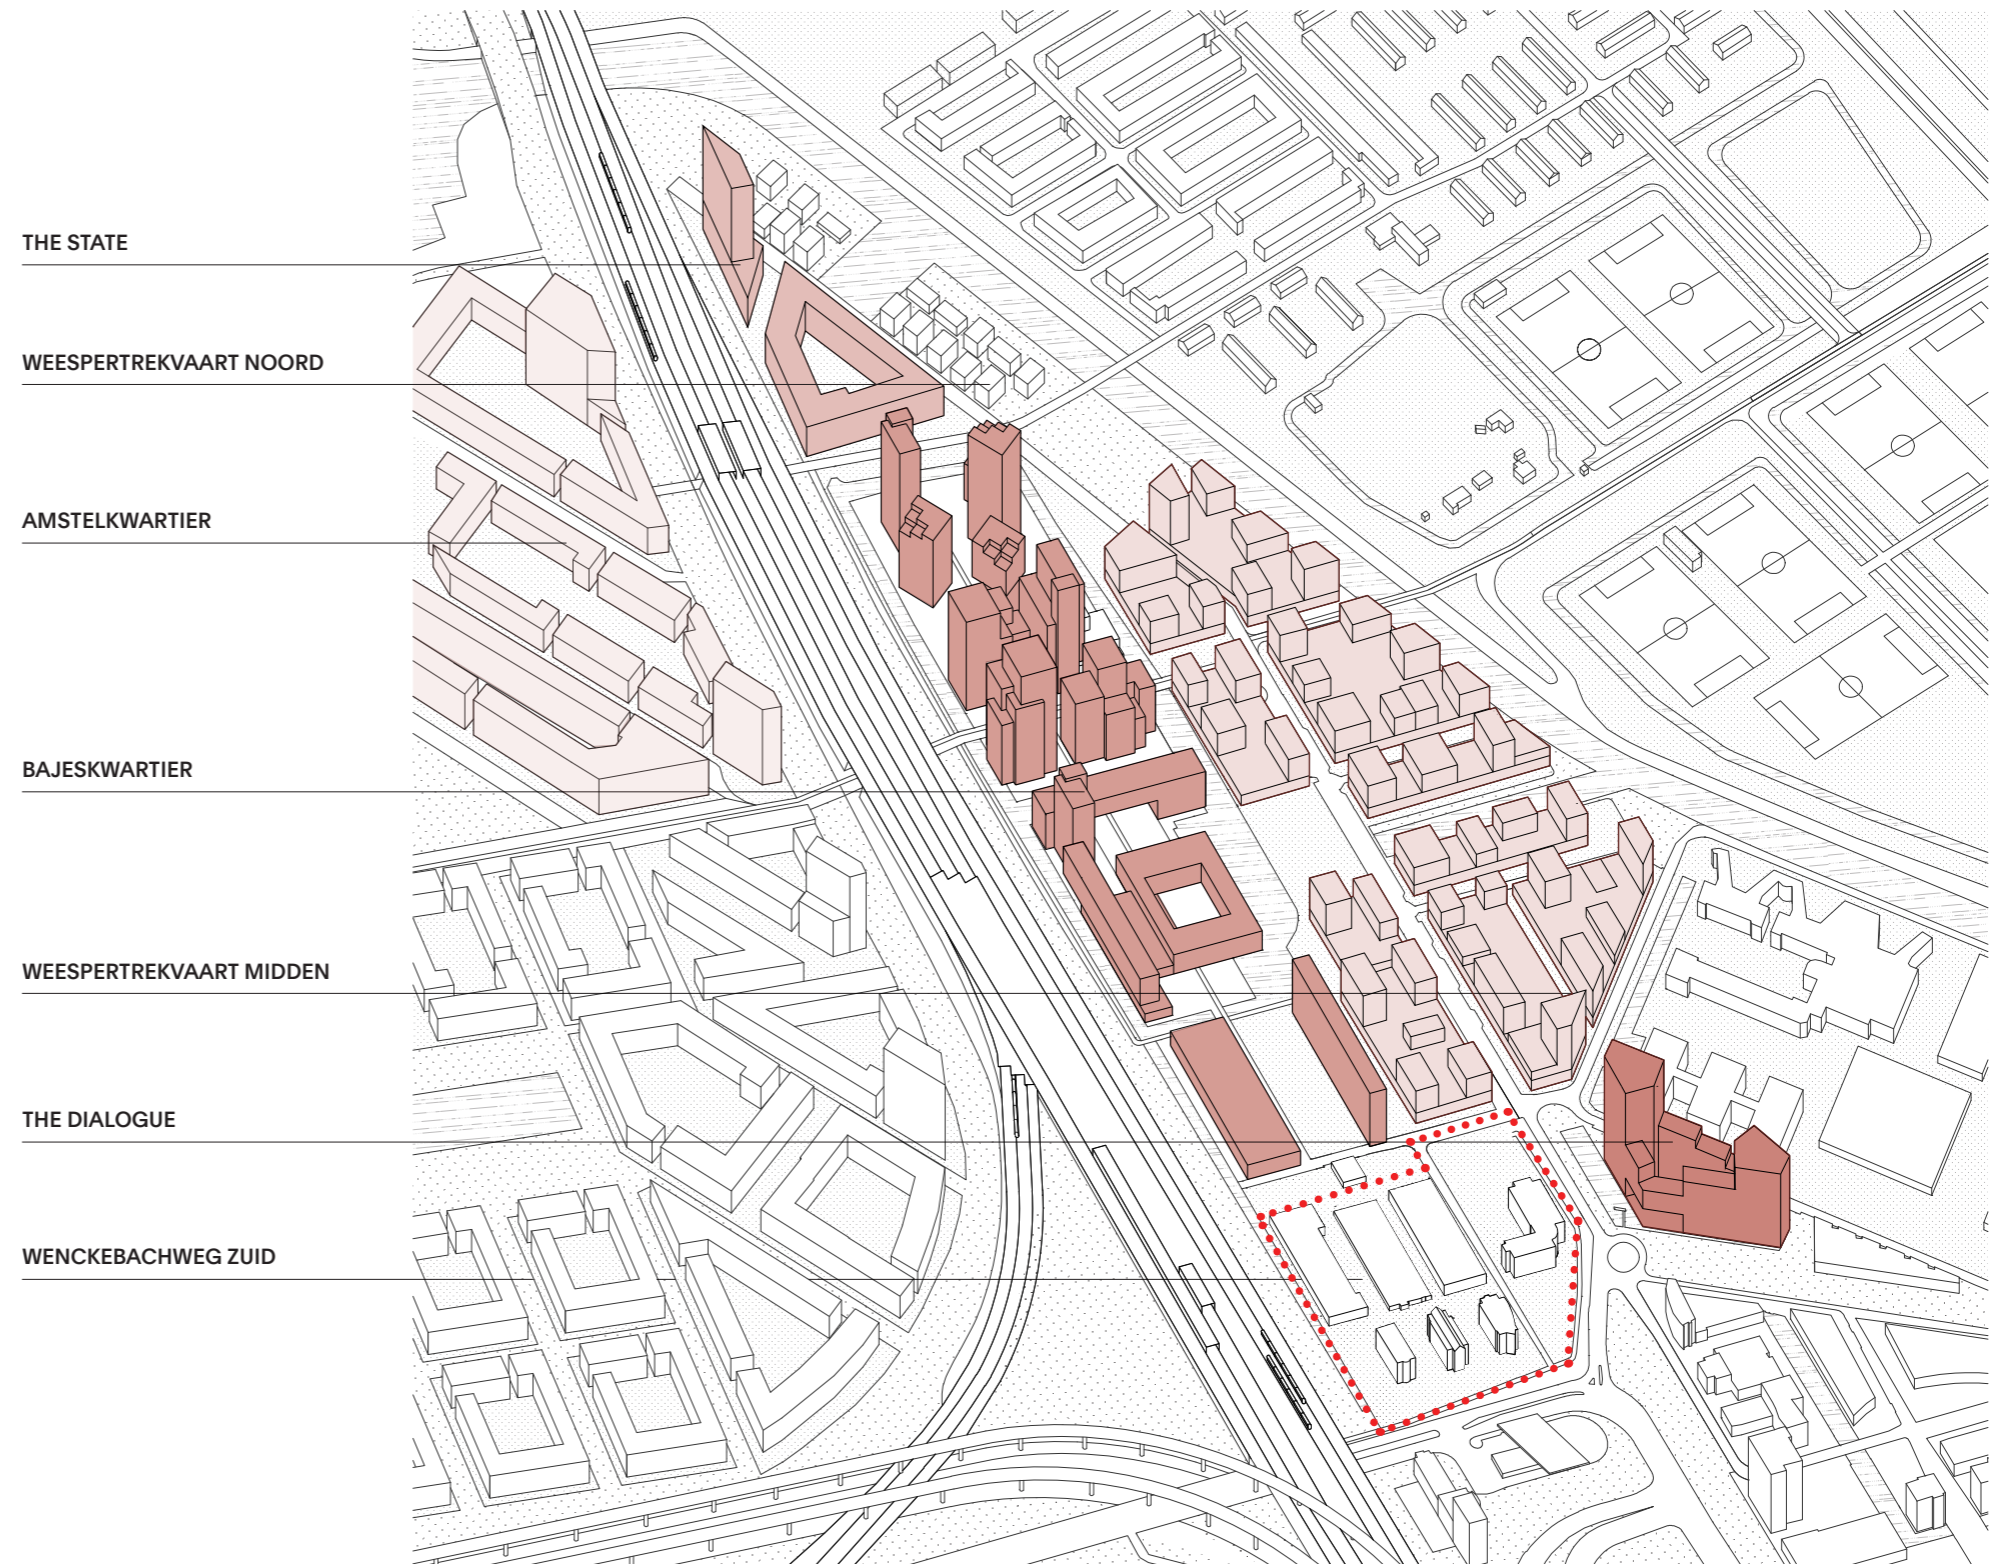 THE STATE
WEESPERTREKVAART NOORD
AMSTELKWARTIER
BAJESKWARTIER
WEESPERTREKVAART MIDDEN
THE DIALOGUE
WENCKEBACHWEG ZUID